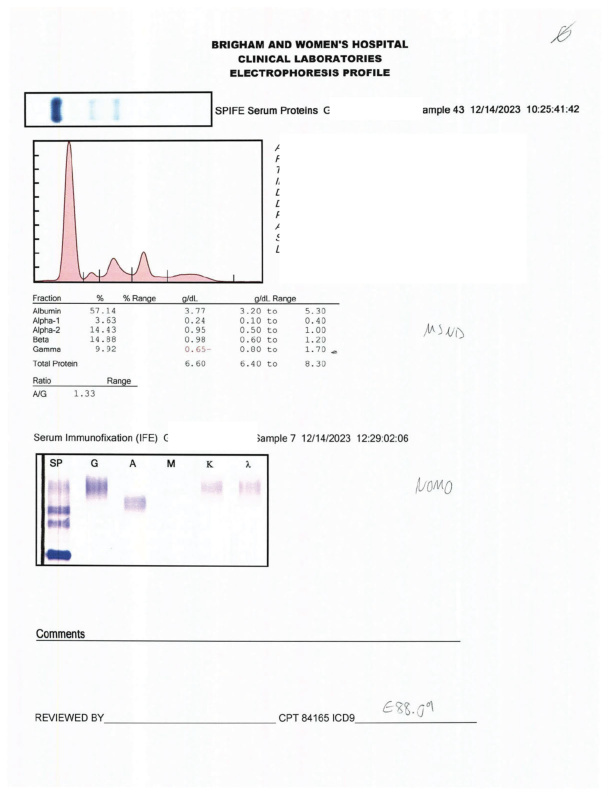 BRIGHAM AND WOMEN'S HOSPITAL
CLINICAL LABORATORIES
ELECTROPHORESIS PROFILE
SPIFE Serum Proteins G ample 43 12/14/2023 10:25:41:42
A
F
T
I
D
D
P
A
S
L
Fraction % % Range g/dL g/dL Range
Albumin 57.14 3.77 3.20 to 5.30
Alpha-1 3.63 0.24 0.10 to 0.40
Alpha-2 14.43 0.95 0.50 to 1.00
Beta 14.88 0.98 0.60 to 1.20
Gamma 9.92 0.65- 0.80 to 1.70
MSND
Total Protein 6.60 6.40 to 8.30
Ratio Range
A/G 1.33
Serum Immunofixation (IFE) Sample 7 12/14/2023 12:29:02:06
SP G A M K λ
NOMO
Comments
REVIEWED BY CPT 84165 ICD9 E88.09